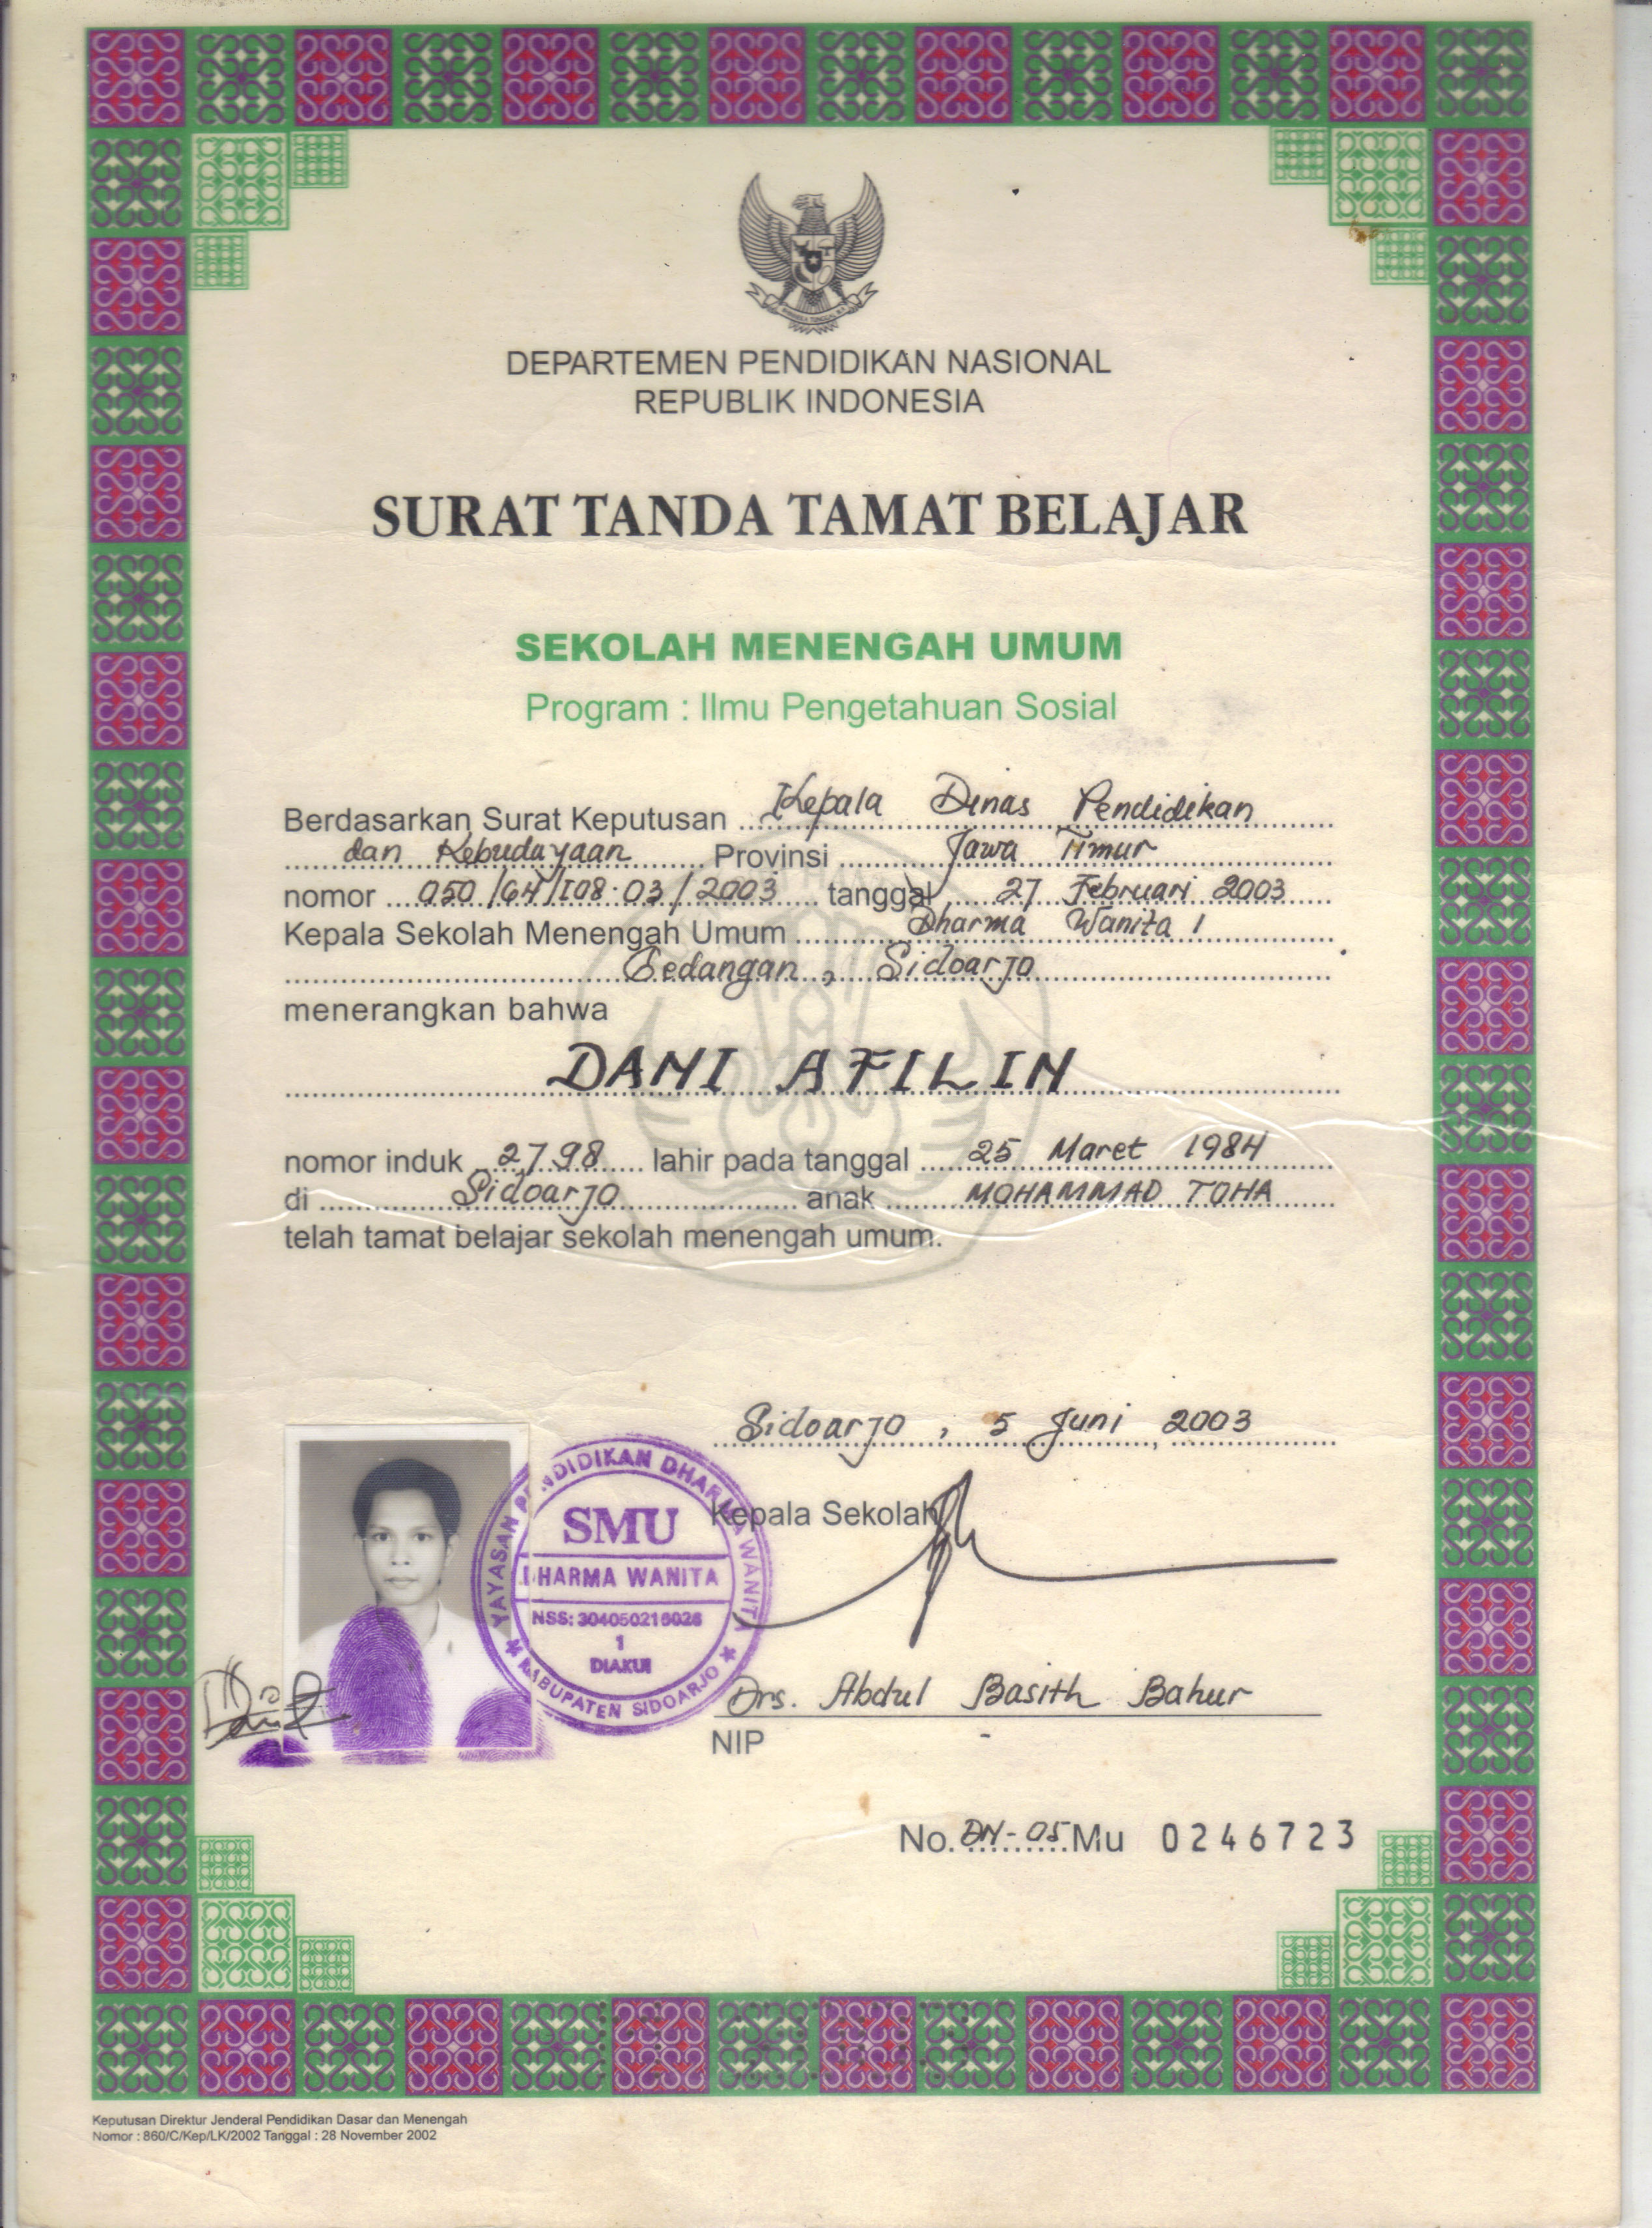 DEPARTEMEN PENDIDIKAN NASIONAL
REPUBLIK INDONESIA
SURAT TANDA TAMAT BELAJAR
SEKOLAH MENENGAH UMUM
Program : Ilmu Pengetahuan Sosial
Berdasarkan Surat Keputusan Kepala Dinas Pendidikan
dan Kebudayaan Provinsi Jawa Timur
nomor 050/64/108.03/2003 tanggal 27 Februari 2003
Kepala Sekolah Menengah Umum Dharma Wanita 1
Gedangan, Sidoarjo
menerangkan bahwa
DANI AFILIN
nomor induk 2798 lahir pada tanggal 25 Maret 1984
di Sidoarjo anak MOHAMMAD TOHA
telah tamat belajar sekolah menengah umum.
Sidoarjo, 5 Juni, 2003
Kepala Sekolah
YAYASAN PENDIDIKAN DHARMA WANITA
SMU
DHARMA WANITA
NSS: 304050216026
1
DIAKUI
KABUPATEN SIDOARJO
Drs. Abdul Basith Bahur
NIP -
No. DN-05 Mu 0246723
Keputusan Direktur Jenderal Pendidikan Dasar dan Menengah
Nomor : 860/C/Kep/LK/2002 Tanggal : 28 November 2002